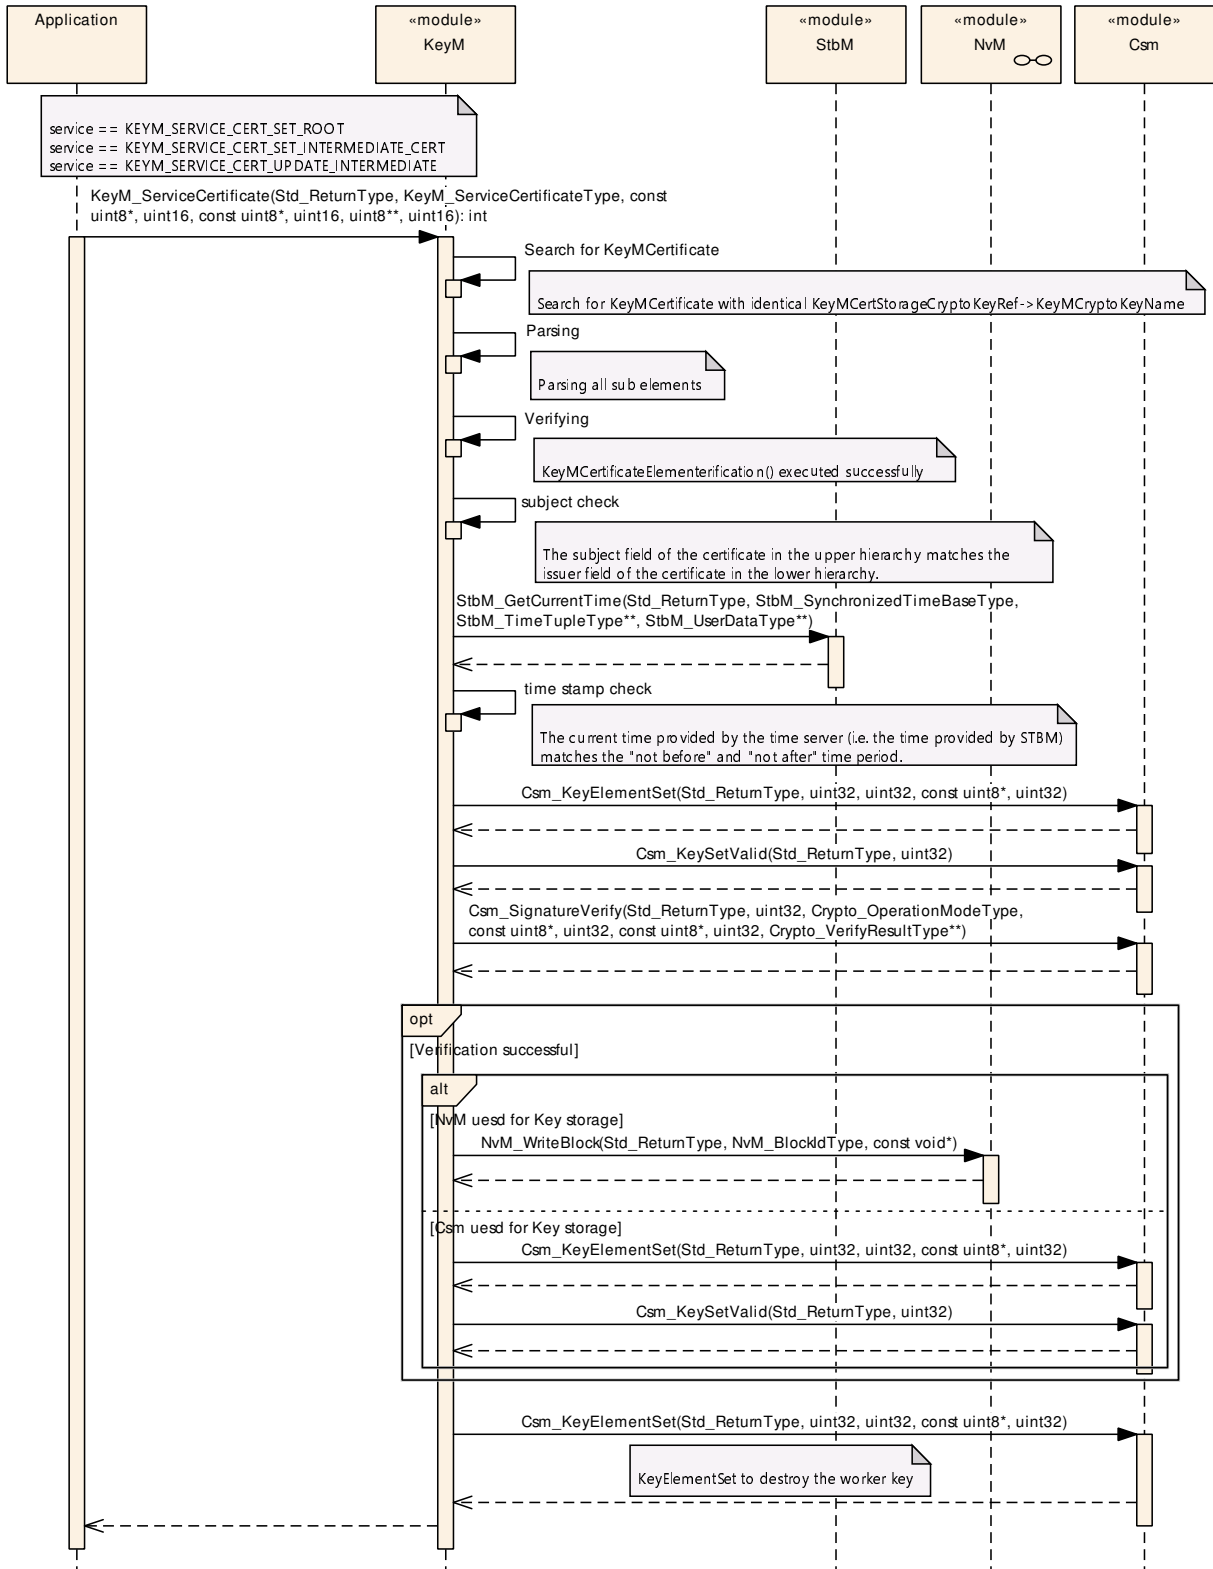 Application
«module»
KeyM
«module»
StbM
«module»
NvM
«module»
Csm
service == KEYM_SERVICE_CERT_SET_ROOT
service == KEYM_SERVICE_CERT_SET_INTERMEDIATE_CERT
service == KEYM_SERVICE_CERT_UPDATE_INTERMEDIATE
KeyM_ServiceCertificate(Std_ReturnType, KeyM_ServiceCertificateType, const
uint8*, uint16, const uint8*, uint16, uint8**, uint16): int
Search for KeyMCertificate
Search for KeyMCertificate with identical KeyMCertStorageCryptoKeyRef->KeyMCryptoKeyName
Parsing
Parsing all sub elements
Verifying
KeyMCertificateElementerification() executed successfully
subject check
The subject field of the certificate in the upper hierarchy matches the
issuer field of the certificate in the lower hierarchy.
StbM_GetCurrentTime(Std_ReturnType, StbM_SynchronizedTimeBaseType,
StbM_TimeTupleType**, StbM_UserDataType**)
time stamp check
The current time provided by the time server (i.e. the time provided by STBM)
matches the "not before" and "not after" time period.
Csm_KeyElementSet(Std_ReturnType, uint32, uint32, const uint8*, uint32)
Csm_KeySetValid(Std_ReturnType, uint32)
Csm_SignatureVerify(Std_ReturnType, uint32, Crypto_OperationModeType,
const uint8*, uint32, const uint8*, uint32, Crypto_VerifyResultType**)
opt
[Verification successful]
alt
[NvM uesd for Key storage]
NvM_WriteBlock(Std_ReturnType, NvM_BlockIdType, const void*)
[Csm uesd for Key storage]
Csm_KeyElementSet(Std_ReturnType, uint32, uint32, const uint8*, uint32)
Csm_KeySetValid(Std_ReturnType, uint32)
Csm_KeyElementSet(Std_ReturnType, uint32, uint32, const uint8*, uint32)
KeyElementSet to destroy the worker key